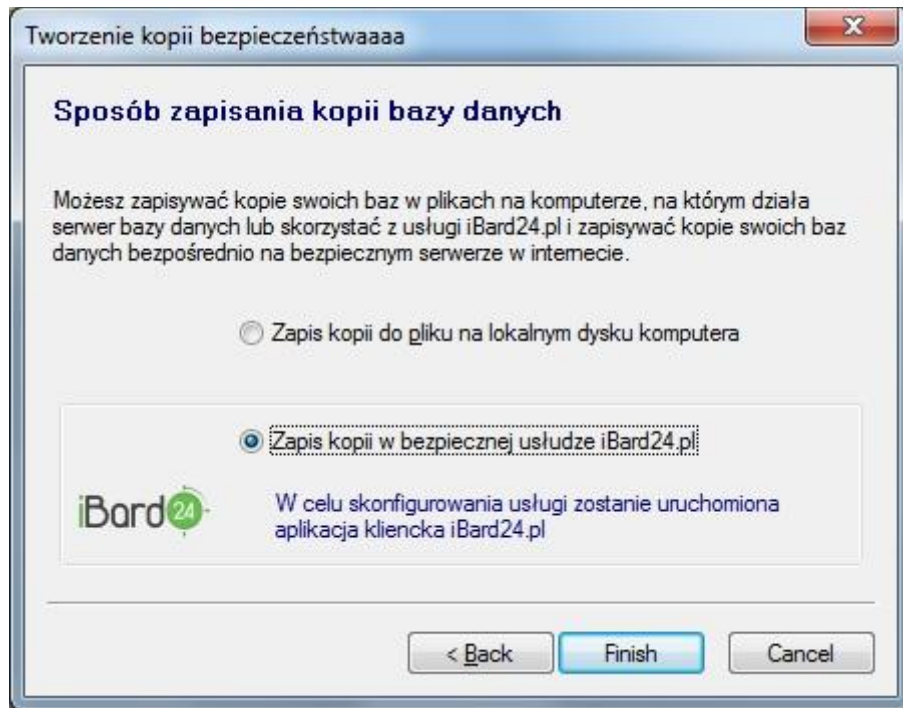 Tworzenie kopii bezpieczeństwaaaa
Sposób zapisania kopii bazy danych
Możesz zapisywać kopie swoich baz w plikach na komputerze, na którym działa
serwer bazy danych lub skorzystać z usługi iBard24.pl i zapisywać kopie swoich baz
danych bezpośrednio na bezpiecznym serwerze w internecie.
Zapis kopii do pliku na lokalnym dysku komputera
Zapis kopii w bezpiecznej usłudze iBard24.pl
iBard24
W celu skonfigurowania usługi zostanie uruchomiona
aplikacja kliencka iBard24.pl
< Back
Finish
Cancel